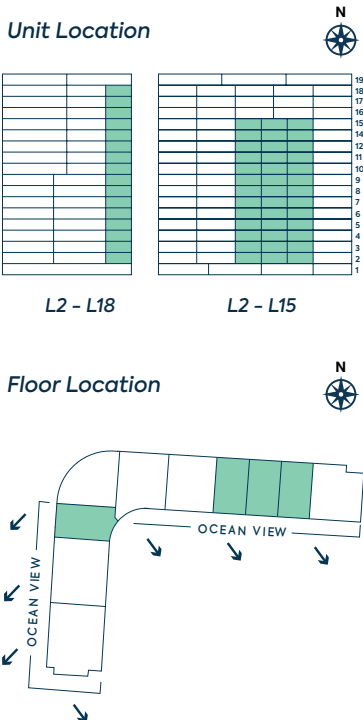 Unit Location
N
19
18
17
16
15
14
12
11
10
9
8
7
6
5
4
3
2
1
L2 - L18
L2 - L15
Floor Location
N
OCEAN VIEW
OCEAN VIEW